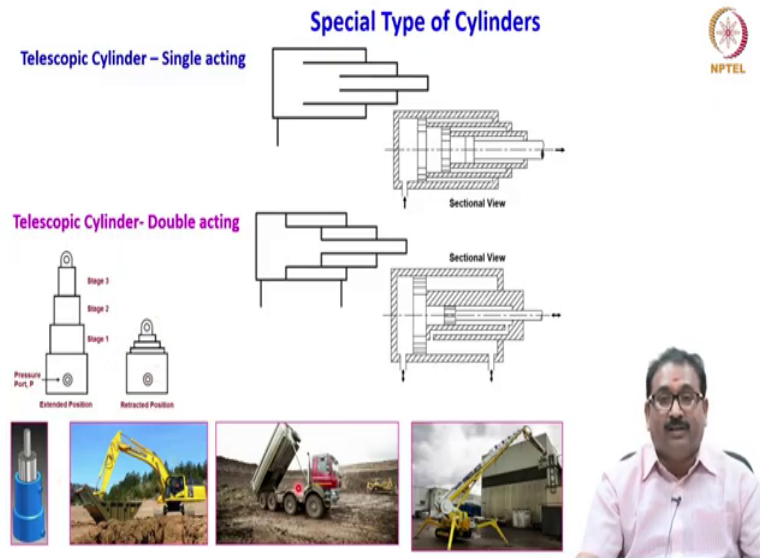 Special Type of Cylinders
NPTEL
Telescopic Cylinder – Single acting
Sectional View
Telescopic Cylinder- Double acting
Sectional View
Stage 3
Stage 2
Stage 1
Pressure
Port, P
Extended Position
Retracted Position